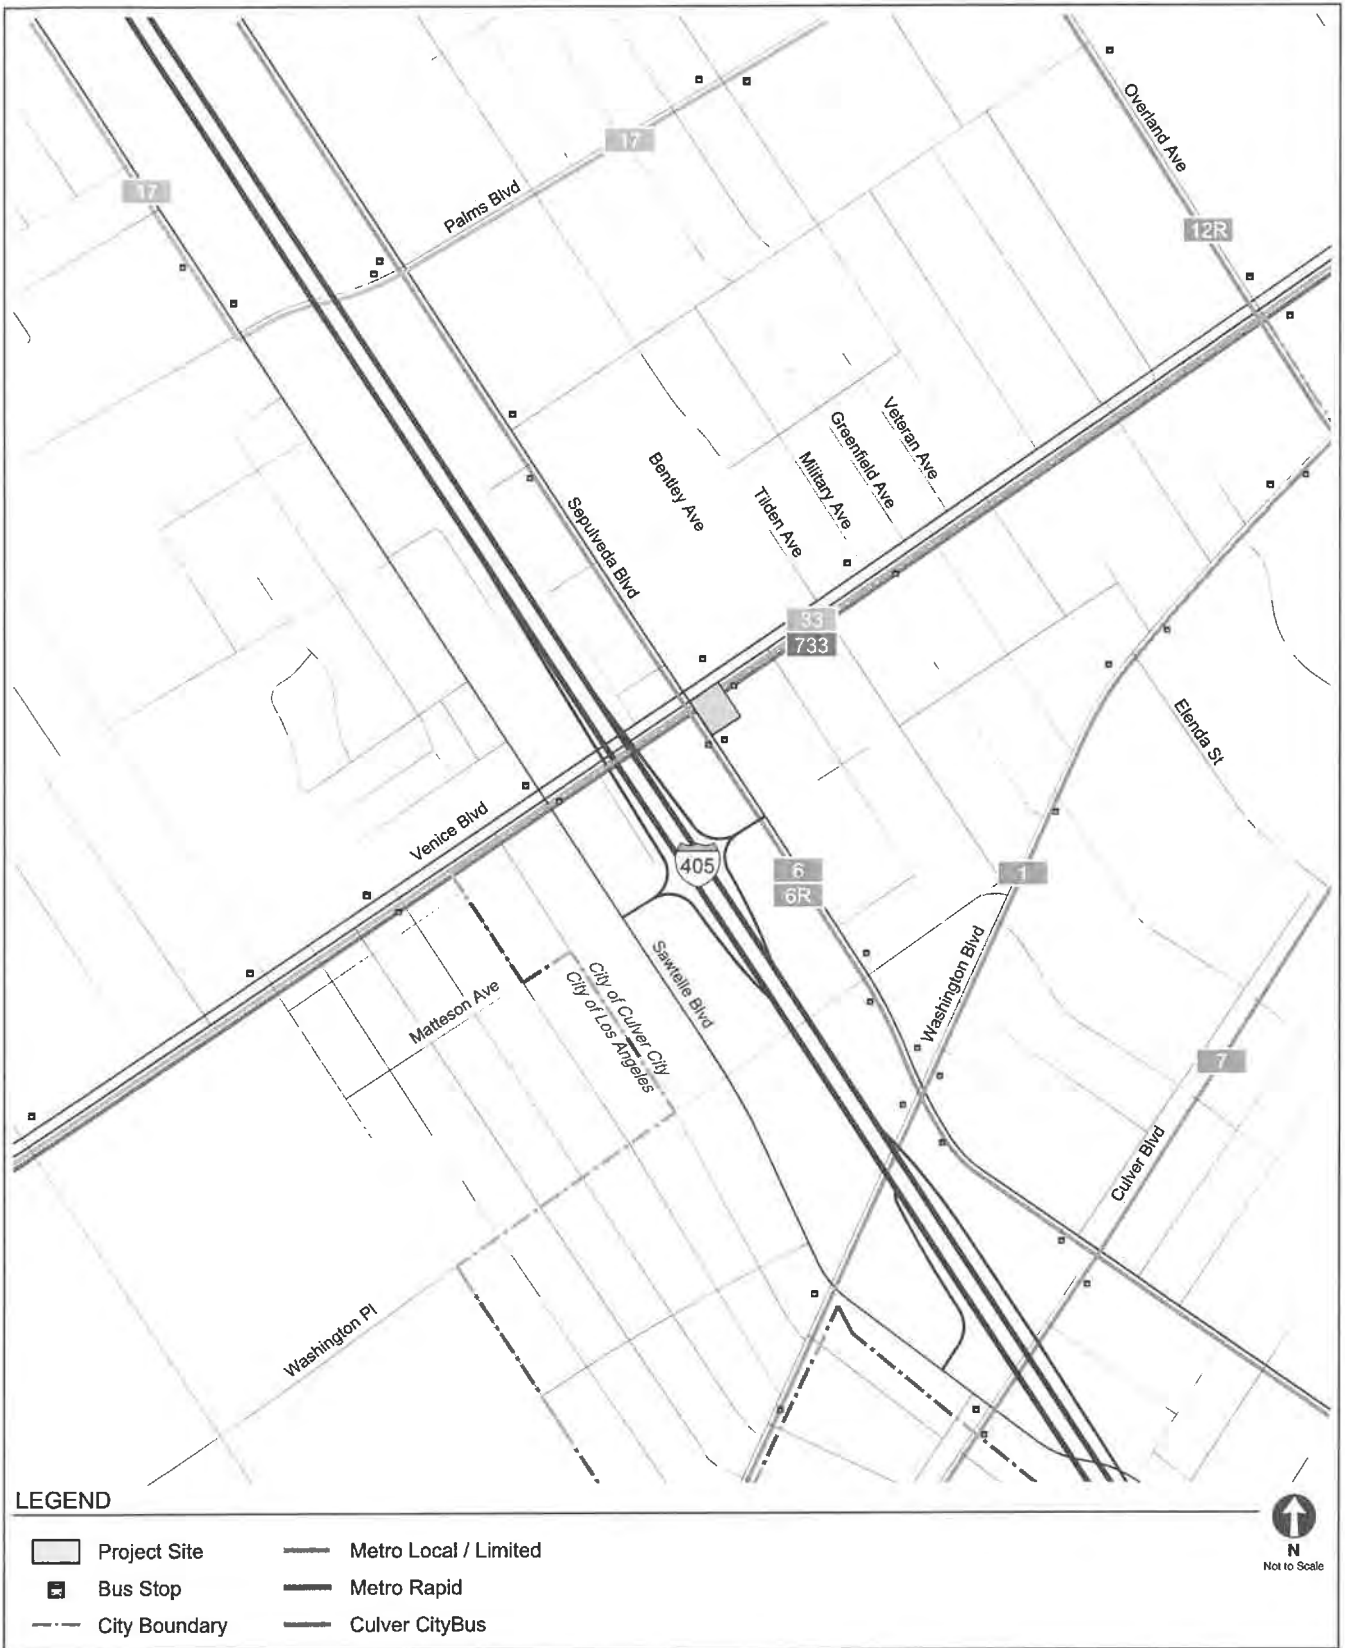 17
17
Palms Blvd
Overland Ave
12R
Veteran Ave
Greenfield Ave
Military Ave
Tilden Ave
Bentley Ave
Sepulveda Blvd
33
733
Elenda St
Venice Blvd
405
6
6R
1
Washington Blvd
Sawtelle Blvd
City of Culver City
City of Los Angeles
Matteson Ave
7
Culver Blvd
Washington Pl
LEGEND
Project Site
Bus Stop
City Boundary
Metro Local / Limited
Metro Rapid
Culver CityBus
N
Not to Scale